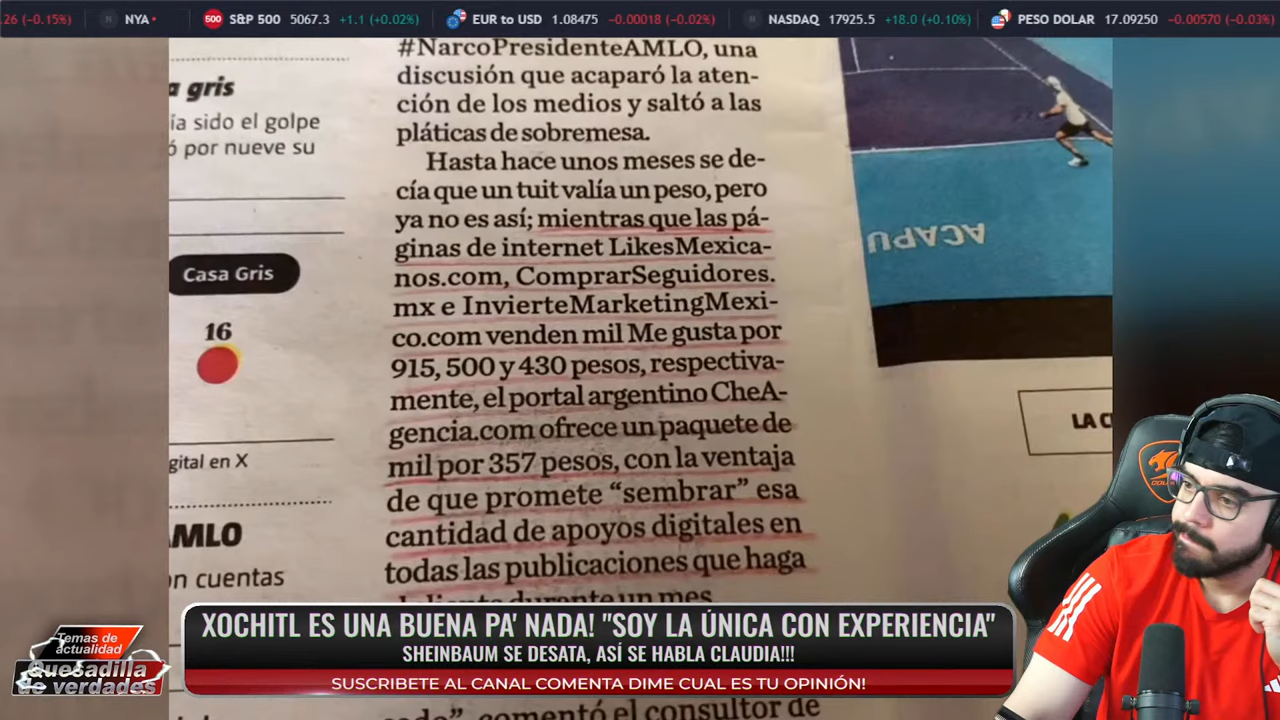 .26 (-0.15%) NYA • S&P 500 5067.3 +1.1 (+0.02%) EUR to USD 1.08475 −0.00018 (−0.02%) NASDAQ 17925.5 +18.0 (+0.10%) PESO DOLAR 17.09250 −0.00570 (−0.03%)
500
a gris
ía sido el golpe
ó por nueve su
Casa Gris
16
gital en X
AMLO
on cuentas
#NarcoPresidenteAMLO, una
discusión que acaparó la aten-
ción de los medios y saltó a las
pláticas de sobremesa.
Hasta hace unos meses se de-
cía que un tuit valía un peso, pero
ya no es así; mientras que las pá-
ginas de internet LikesMexica-
nos.com, ComprarSeguidores.
mx e InvierteMarketingMexi-
co.com venden mil Me gusta por
915, 500 y 430 pesos, respectiva-
mente, el portal argentino CheA-
gencia.com ofrece un paquete de
mil por 357 pesos, con la ventaja
de que promete “sembrar” esa
cantidad de apoyos digitales en
todas las publicaciones que haga
comentó el consultor de
ACAPU
LA C
Temas de
actualidad
Quesadilla
de verdades
XOCHITL ES UNA BUENA PA' NADA! "SOY LA ÚNICA CON EXPERIENCIA"
SHEINBAUM SE DESATA, ASÍ SE HABLA CLAUDIA!!!
SUSCRIBETE AL CANAL COMENTA DIME CUAL ES TU OPINIÓN!